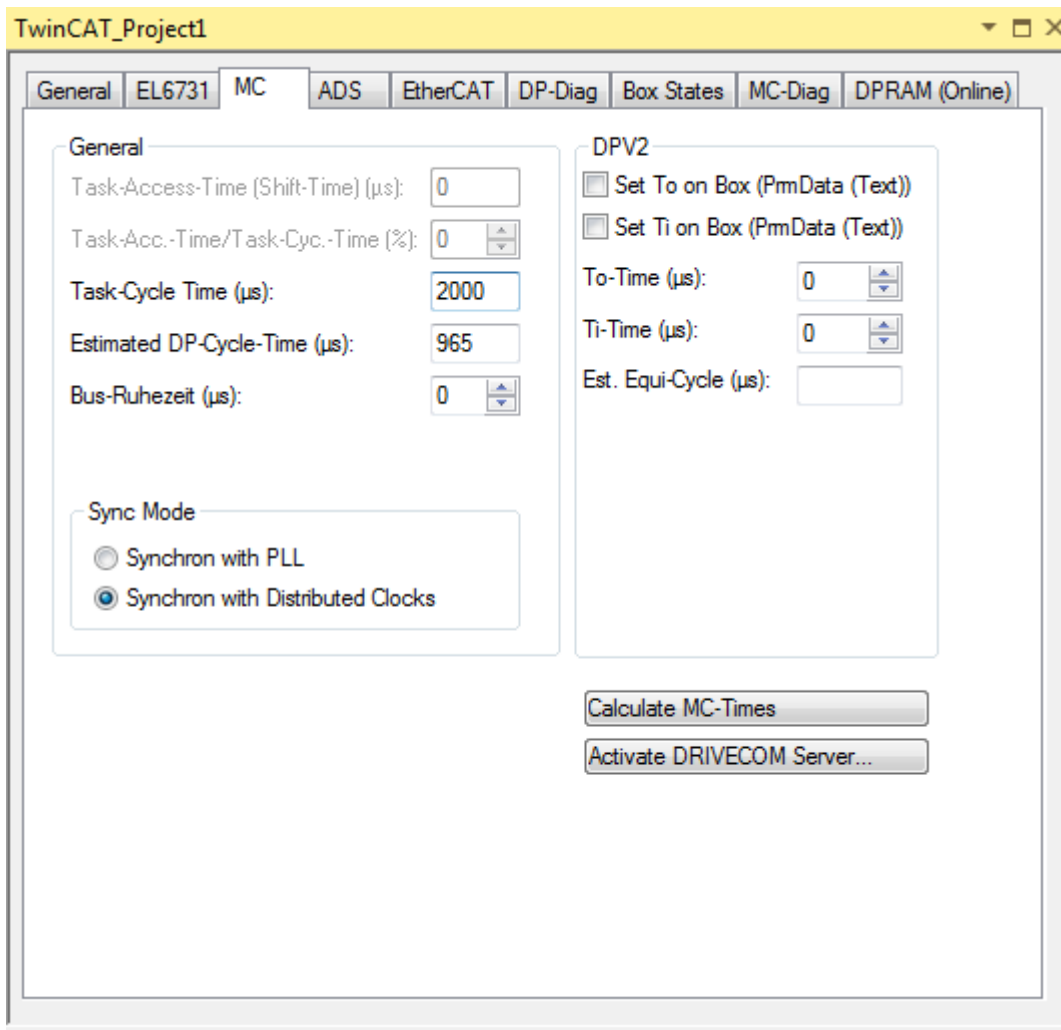 TwinCAT_Project1
General EL6731 MC ADS EtherCAT DP-Diag Box States MC-Diag DPRAM (Online)
General
Task-Access-Time (Shift-Time) (µs): 0
Task-Acc.-Time/Task-Cyc.-Time (%): 0
Task-Cycle Time (µs): 2000
Estimated DP-Cycle-Time (µs): 965
Bus-Ruhezeit (µs): 0
Sync Mode
Synchron with PLL
Synchron with Distributed Clocks
DPV2
Set To on Box (PrmData (Text))
Set Ti on Box (PrmData (Text))
To-Time (µs): 0
Ti-Time (µs): 0
Est. Equi-Cycle (µs):
Calculate MC-Times
Activate DRIVECOM Server...